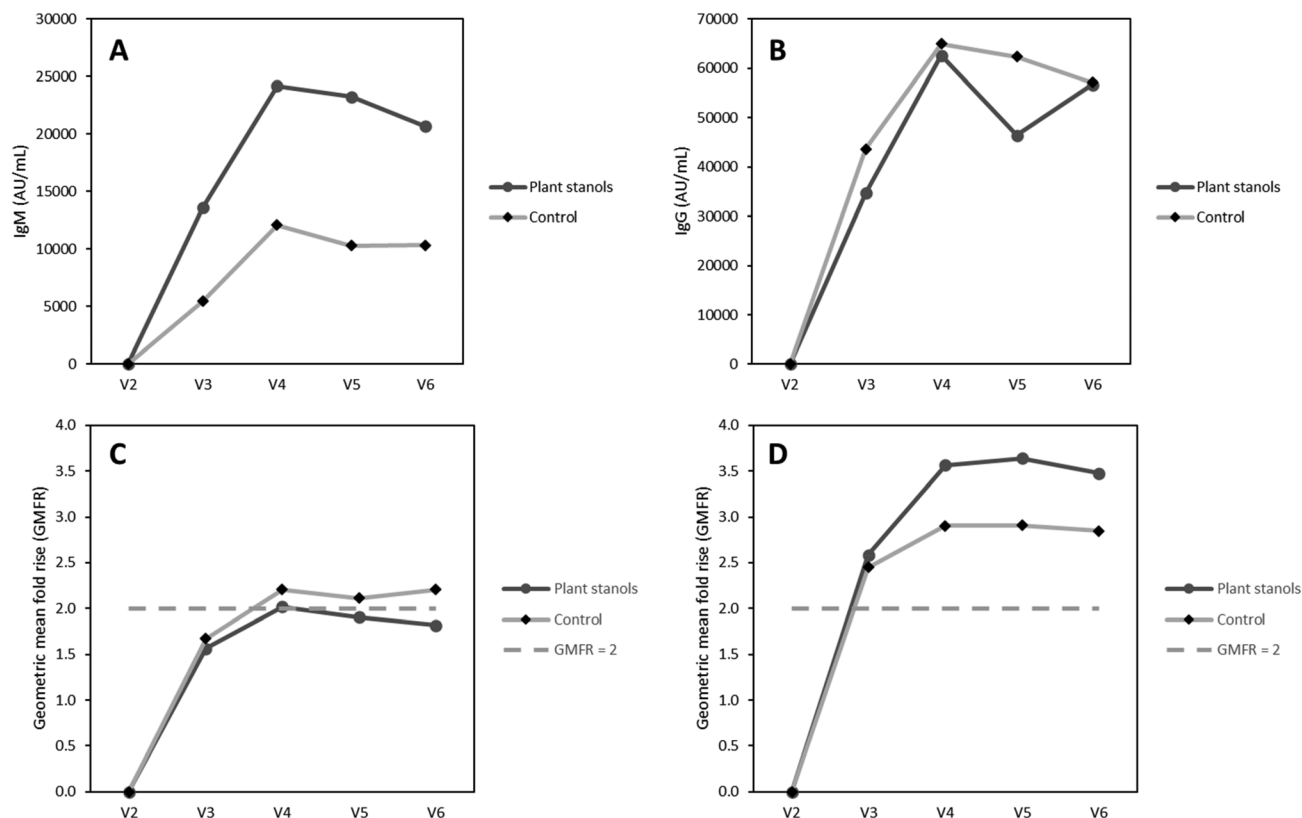 A
IgM (AU/mL)
30000
25000
20000
15000
10000
5000
0
V2 V3 V4 V5 V6
Plant stanols
Control
B
IgG (AU/mL)
70000
60000
50000
40000
30000
20000
10000
0
V2 V3 V4 V5 V6
Plant stanols
Control
C
Geometric mean fold rise (GMFR)
4.0
3.5
3.0
2.5
2.0
1.5
1.0
0.5
0.0
V2 V3 V4 V5 V6
Plant stanols
Control
GMFR = 2
D
Geometric mean fold rise (GMFR)
4.0
3.5
3.0
2.5
2.0
1.5
1.0
0.5
0.0
V2 V3 V4 V5 V6
Plant stanols
Control
GMFR = 2